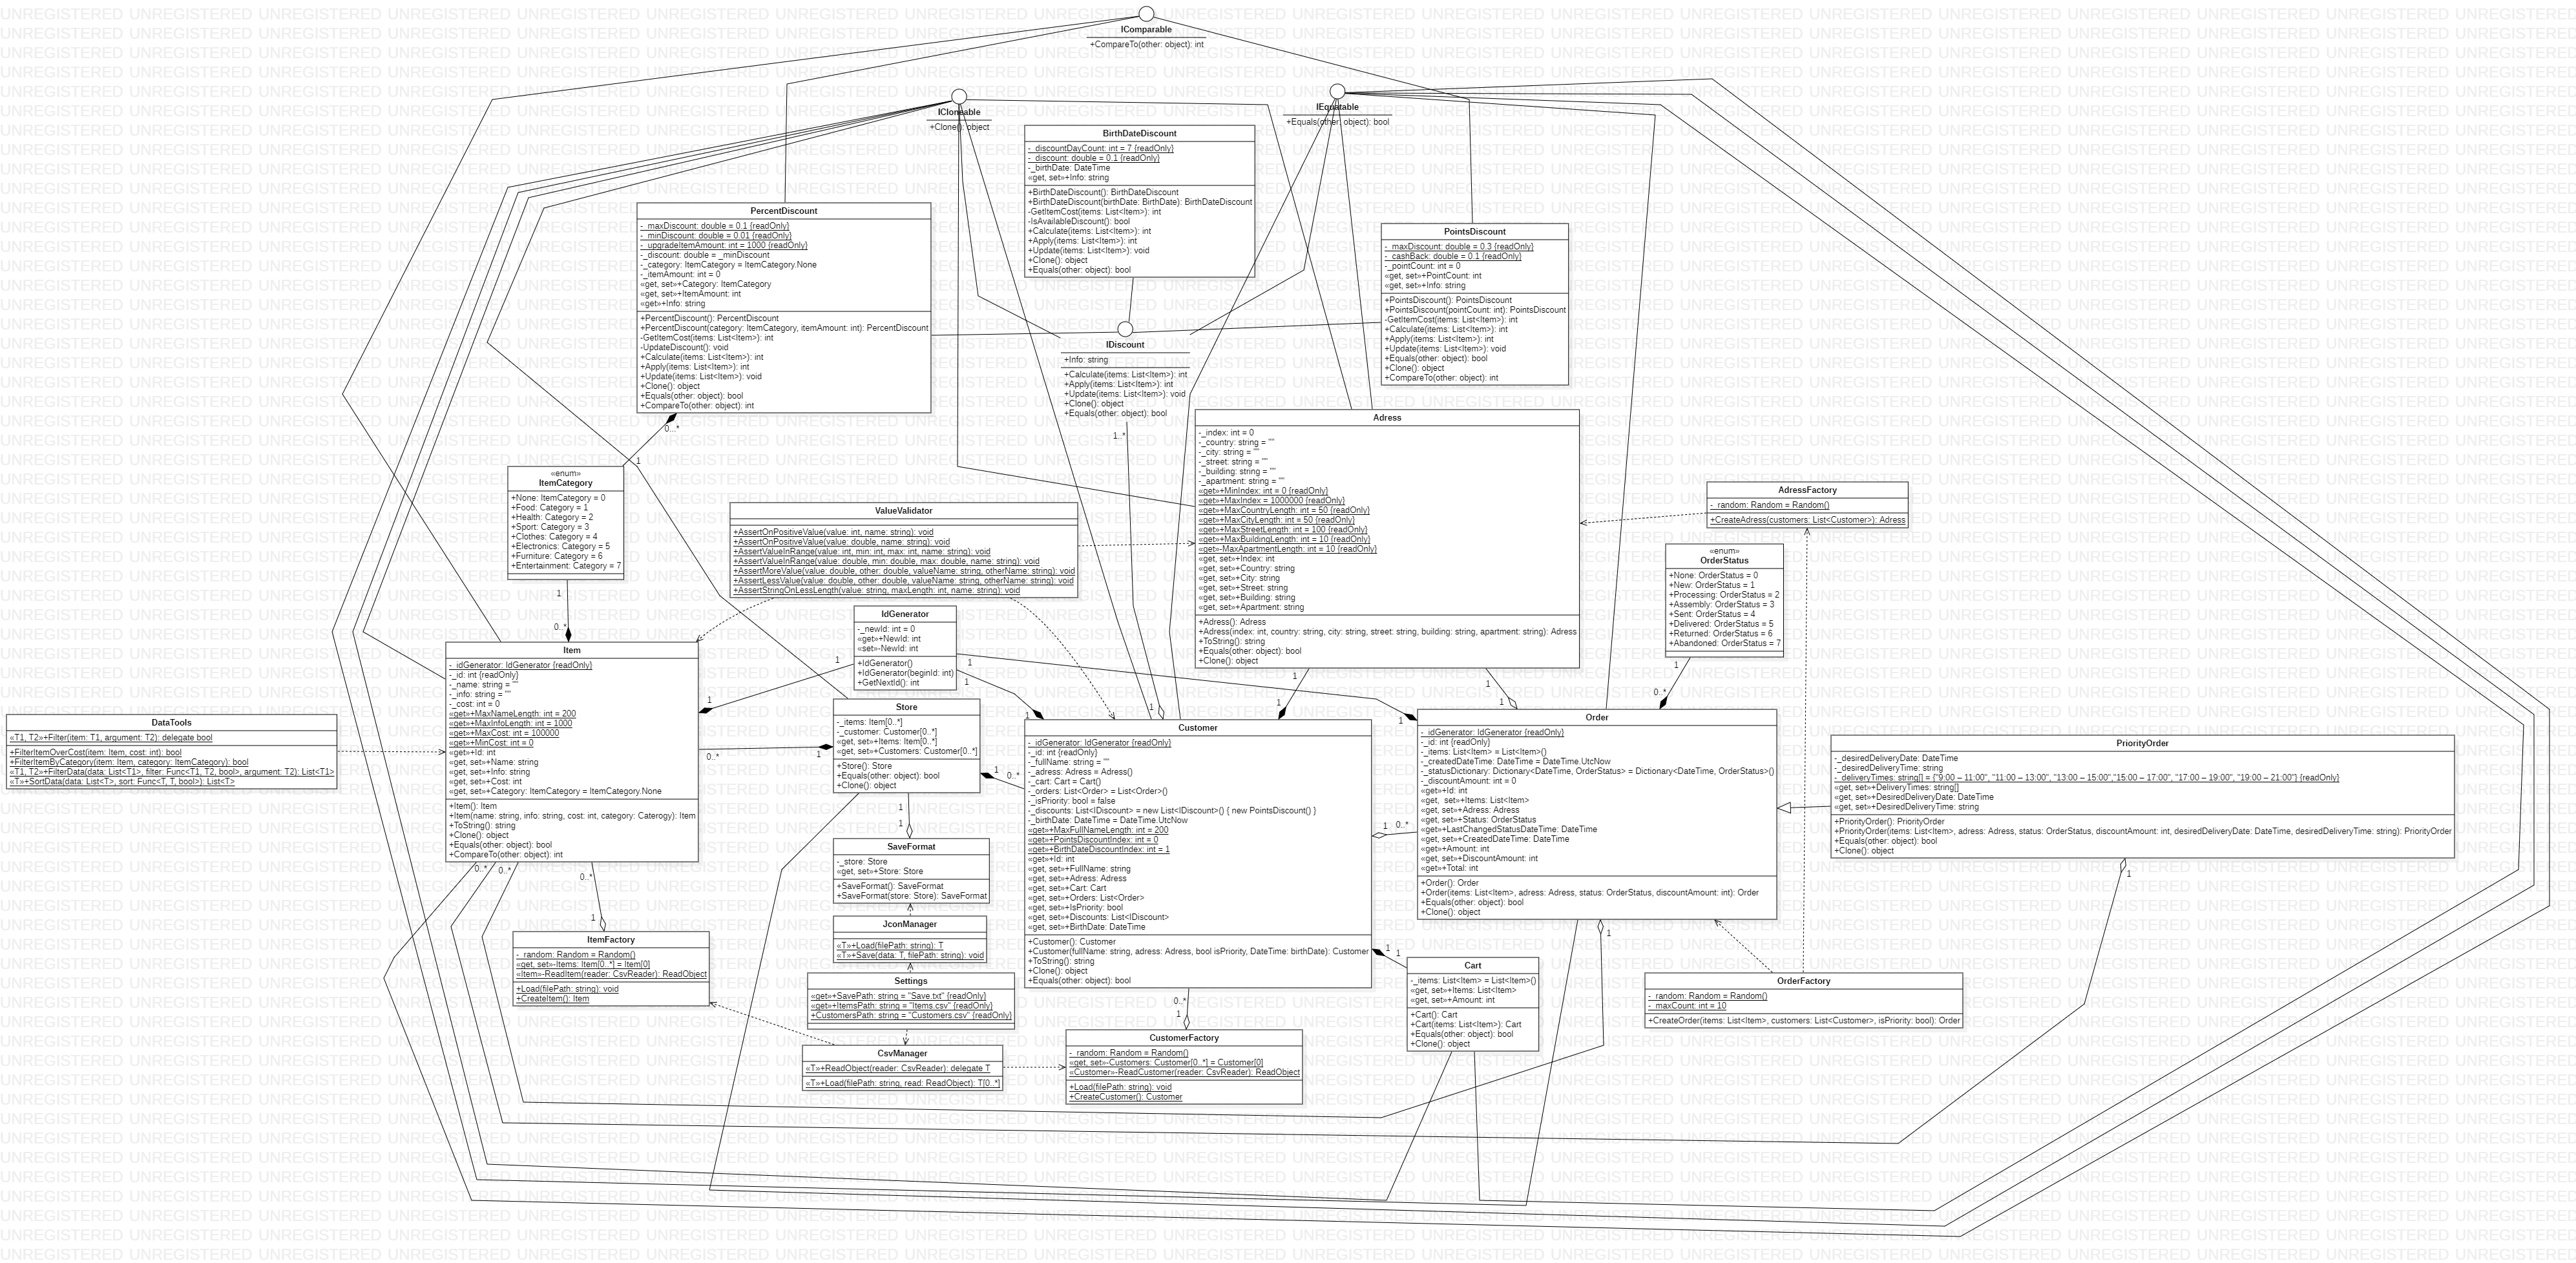 IComparable
+CompareTo(other: object): int
ICloneable
+Clone(): object
IEquatable
+Equals(other: object): bool
BirthDateDiscount
-_discountDayCount: int = 7 {readOnly}
-_discount: double = 0.1 {readOnly}
-_birthDate: DateTime
«get, set»+Info: string
+BirthDateDiscount(): BirthDateDiscount
+BirthDateDiscount(birthDate: BirthDate): BirthDateDiscount
-GetItemCost(items: List<Item>): int
-IsAvailableDiscount(): bool
+Calculate(items: List<Item>): int
+Apply(items: List<Item>): int
+Update(items: List<Item>): void
+Clone(): object
+Equals(other: object): bool
PercentDiscount
-_maxDiscount: double = 0.1 {readOnly}
-_minDiscount: double = 0.01 {readOnly}
-_upgradeItemAmount: int = 1000 {readOnly}
-_discount: double = _minDiscount
-_category: ItemCategory = ItemCategory.None
-_itemAmount: int = 0
«get, set»+Category: ItemCategory
«get, set»+ItemAmount: int
«get»+Info: string
+PercentDiscount(): PercentDiscount
+PercentDiscount(category: ItemCategory, itemAmount: int): PercentDiscount
-GetItemCost(items: List<Item>): int
-UpdateDiscount(): void
+Calculate(items: List<Item>): int
+Apply(items: List<Item>): int
+Update(items: List<Item>): void
+Clone(): object
+Equals(other: object): bool
+CompareTo(other: object): int
PointsDiscount
-_maxDiscount: double = 0.3 {readOnly}
-_cashBack: double = 0.1 {readOnly}
-_pointCount: int = 0
«get, set»+PointCount: int
«get, set»+Info: string
+PointsDiscount(): PointsDiscount
+PointsDiscount(pointCount: int): PointsDiscount
-GetItemCost(items: List<Item>): int
+Calculate(items: List<Item>): int
+Apply(items: List<Item>): int
+Update(items: List<Item>): void
+Equals(other: object): bool
+Clone(): object
+CompareTo(other: object): int
IDiscount
+Info: string
+Calculate(items: List<Item>): int
+Apply(items: List<Item>): int
+Update(items: List<Item>): void
+Clone(): object
+Equals(other: object): bool
1..*
0...*
1
«enum»
ItemCategory
+None: ItemCategory = 0
+Food: Category = 1
+Health: Category = 2
+Sport: Category = 3
+Clothes: Category = 4
+Electronics: Category = 5
+Furniture: Category = 6
+Entertainment: Category = 7
1
0..*
ValueValidator
+AssertOnPositiveValue(value: int, name: string): void
+AssertOnPositiveValue(value: double, name: string): void
+AssertValueInRange(value: int, min: int, max: int, name: string): void
+AssertValueInRange(value: double, min: double, max: double, name: string): void
+AssertMoreValue(value: double, other: double, valueName: string, otherName: string): void
+AssertLessValue(value: double, other: double, valueName: string, otherName: string): void
+AssertStringOnLessLength(value: string, maxLength: int, name: string): void
Adress
-_index: int = 0
-_country: string = ""
-_city: string = ""
-_street: string = ""
-_building: string = ""
-_apartment: string = ""
«get»+MinIndex: int = 0 {readOnly}
«get»+MaxIndex = 1000000 {readOnly}
«get»+MaxCountryLength: int = 50 {readOnly}
«get»+MaxCityLength: int = 50 {readOnly}
«get»+MaxStreetLength: int = 100 {readOnly}
«get»+MaxBuildingLength: int = 10 {readOnly}
«get»-MaxApartmentLength: int = 10 {readOnly}
«get, set»+Index: int
«get, set»+Country: string
«get, set»+City: string
«get, set»+Street: string
«get, set»+Building: string
«get, set»+Apartment: string
+Adress(): Adress
+Adress(index: int, country: string, city: string, street: string, building: string, apartment: string): Adress
+ToString(): string
+Equals(other: object): bool
+Clone(): object
AdressFactory
-_random: Random = Random()
+CreateAdress(customers: List<Customer>): Adress
«enum»
OrderStatus
+None: OrderStatus = 0
+New: OrderStatus = 1
+Processing: OrderStatus = 2
+Assembly: OrderStatus = 3
+Sent: OrderStatus = 4
+Delivered: OrderStatus = 5
+Returned: OrderStatus = 6
+Abandoned: OrderStatus = 7
1
0..*
IdGenerator
-_newId: int = 0
«get»+NewId: int
«set»-NewId: int
+IdGenerator()
+IdGenerator(beginId: int)
+GetNextId(): int
1
1
1
1
1
1
1
1
1
1
1
1
Item
-_idGenerator: IdGenerator {readOnly}
-_id: int {readOnly}
-_name: string = ""
-_info: string = ""
-_cost: int = 0
«get»+MaxNameLength: int = 200
«get»+MaxInfoLength: int = 1000
«get»+MaxCost: int = 100000
«get»+MinCost: int = 0
«get»+Id: int
«get, set»+Name: string
«get, set»+Info: string
«get, set»+Cost: int
«get, set»+Category: ItemCategory = ItemCategory.None
+Item(): Item
+Item(name: string, info: string, cost: int, category: Caterogy): Item
+ToString(): string
+Clone(): object
+Equals(other: object): bool
+CompareTo(other: object): int
DataTools
«T1, T2»+Filter(item: T1, argument: T2): delegate bool
+FilterItemOverCost(item: Item, cost: int): bool
+FilterItemByCategory(item: Item, category: ItemCategory): bool
«T1, T2»+FilterData(data: List<T1>, filter: Func<T1, T2, bool>, argument: T2): List<T1>
«T»+SortData(data: List<T>, sort: Func<T, T, bool>): List<T>
Store
-_items: Item[0..*]
-_customer: Customer[0..*]
«get, set»+Items: Item[0..*]
«get, set»+Customers: Customer[0..*]
+Store(): Store
+Equals(other: object): bool
+Clone(): object
0..*
1
1
0..*
1
1
Customer
-_idGenerator: IdGenerator {readOnly}
-_id: int {readOnly}
-_fullName: string = ""
-_adress: Adress = Adress()
-_cart: Cart = Cart()
-_orders: List<Order> = List<Order>()
-_isPriority: bool = false
-_discounts: List<IDiscount> = new List<IDiscount>() { new PointsDiscount() }
-_birthDate: DateTime = DateTime.UtcNow
«get»+MaxFullNameLength: int = 200
«get»+PointsDiscountIndex: int = 0
«get»+BirthDateDiscountIndex: int = 1
«get»+Id: int
«get, set»+FullName: string
«get, set»+Adress: Adress
«get, set»+Cart: Cart
«get, set»+Orders: List<Order>
«get, set»+IsPriority: bool
«get, set»+Discounts: List<IDiscount>
«get, set»+BirthDate: DateTime
+Customer(): Customer
+Customer(fullName: string, adress: Adress, bool isPriority, DateTime: birthDate): Customer
+ToString(): string
+Clone(): object
+Equals(other: object): bool
1
0..*
Order
-_idGenerator: IdGenerator {readOnly}
-_id: int {readOnly}
-_items: List<Item> = List<Item>()
-_createdDateTime: DateTime = DateTime.UtcNow
-_statusDictionary: Dictionary<DateTime, OrderStatus> = Dictionary<DateTime, OrderStatus>()
-_discountAmount: int = 0
«get»+Id: int
«get, »+Items: List<Item>
«get, set»+Adress: Adress
«get, set»+Status: OrderStatus
«get»+LastChangedStatusDateTime: DateTime
«get, set»+CreatedDateTime: DateTime
«get»+Amount: int
«get, set»+DiscountAmount: int
«get»+Total: int
+Order(): Order
+Order(items: List<Item>, adress: Adress, status: OrderStatus, discountAmount: int): Order
+Equals(other: object): bool
+Clone(): object
PriorityOrder
-_desiredDeliveryDate: DateTime
-_desiredDeliveryTime: string
-_deliveryTimes: string[] = {"9:00 – 11:00", "11:00 – 13:00", "13:00 – 15:00","15:00 – 17:00", "17:00 – 19:00", "19:00 – 21:00"} {readOnly}
«get, set»+DeliveryTimes: string[]
«get, set»+DesiredDeliveryDate: DateTime
«get, set»+DesiredDeliveryTime: string
+PriorityOrder(): PriorityOrder
+PriorityOrder(items: List<Item>, adress: Adress, status: OrderStatus, discountAmount: int, desiredDeliveryDate: DateTime, desiredDeliveryTime: string): PriorityOrder
+Equals(other: object): bool
+Clone(): object
1
SaveFormat
-_store: Store
«get, set»+Store: Store
+SaveFormat(): SaveFormat
+SaveFormat(store: Store): SaveFormat
0..*
0..*
0..*
1
JconManager
«T»+Load(filePath: string): T
«T»+Save(data: T, filePath: string): void
ItemFactory
-_random: Random = Random()
«get, set»-Items: Item[0..*] = Item[0]
«Item»-ReadItem(reader: CsvReader): ReadObject
+Load(filePath: string): void
+CreateItem(): Item
Settings
«get»+SavePath: string = "Save.txt" {readOnly}
«get»+ItemsPath: string = "Items.csv" {readOnly}
+CustomersPath: string = "Customers.csv" {readOnly}
CsvManager
«T»+ReadObject(reader: CsvReader): delegate T
«T»+Load(filePath: string, read: ReadObject): T[0..*]
0..*
1
CustomerFactory
-_random: Random = Random()
«get, set»-Customers: Customer[0..*] = Customer[0]
«Customer»-ReadCustomer(reader: CsvReader): ReadObject
+Load(filePath: string): void
+CreateCustomer(): Customer
1
1
Cart
-_items: List<Item> = List<Item>()
«get, set»+Items: List<Item>
«get, set»+Amount: int
+Cart(): Cart
+Cart(items: List<Item>): Cart
+Equals(other: object): bool
+Clone(): object
1
OrderFactory
-_random: Random = Random()
-_maxCount: int = 10
+CreateOrder(items: List<Item>, customers: List<Customer>, isPriority: bool): Order